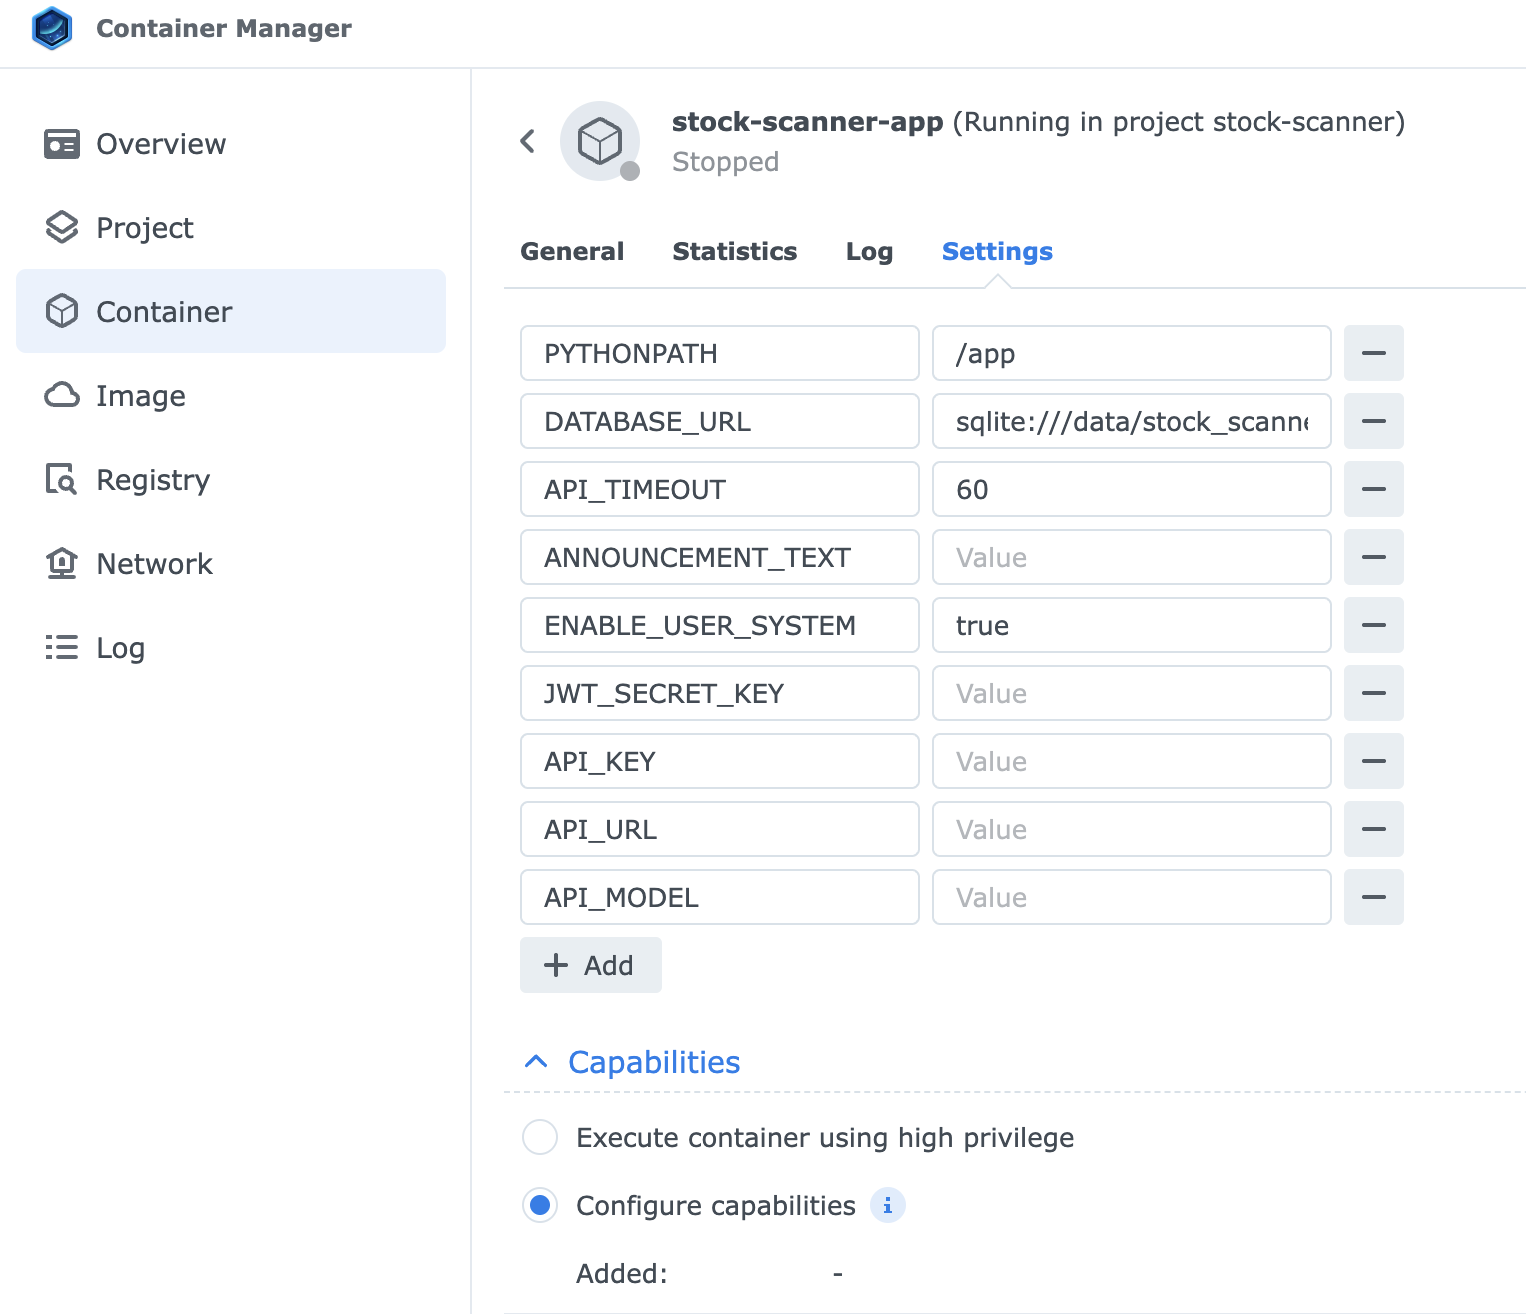 Container Manager
Overview
Project
Container
Image
Registry
Network
Log
stock-scanner-app (Running in project stock-scanner)
Stopped
General Statistics Log Settings
PYTHONPATH /app
DATABASE_URL sqlite:///data/stock_scanne
API_TIMEOUT 60
ANNOUNCEMENT_TEXT Value
ENABLE_USER_SYSTEM true
JWT_SECRET_KEY Value
API_KEY Value
API_URL Value
API_MODEL Value
Add
Capabilities
Execute container using high privilege
Configure capabilities i
Added: -